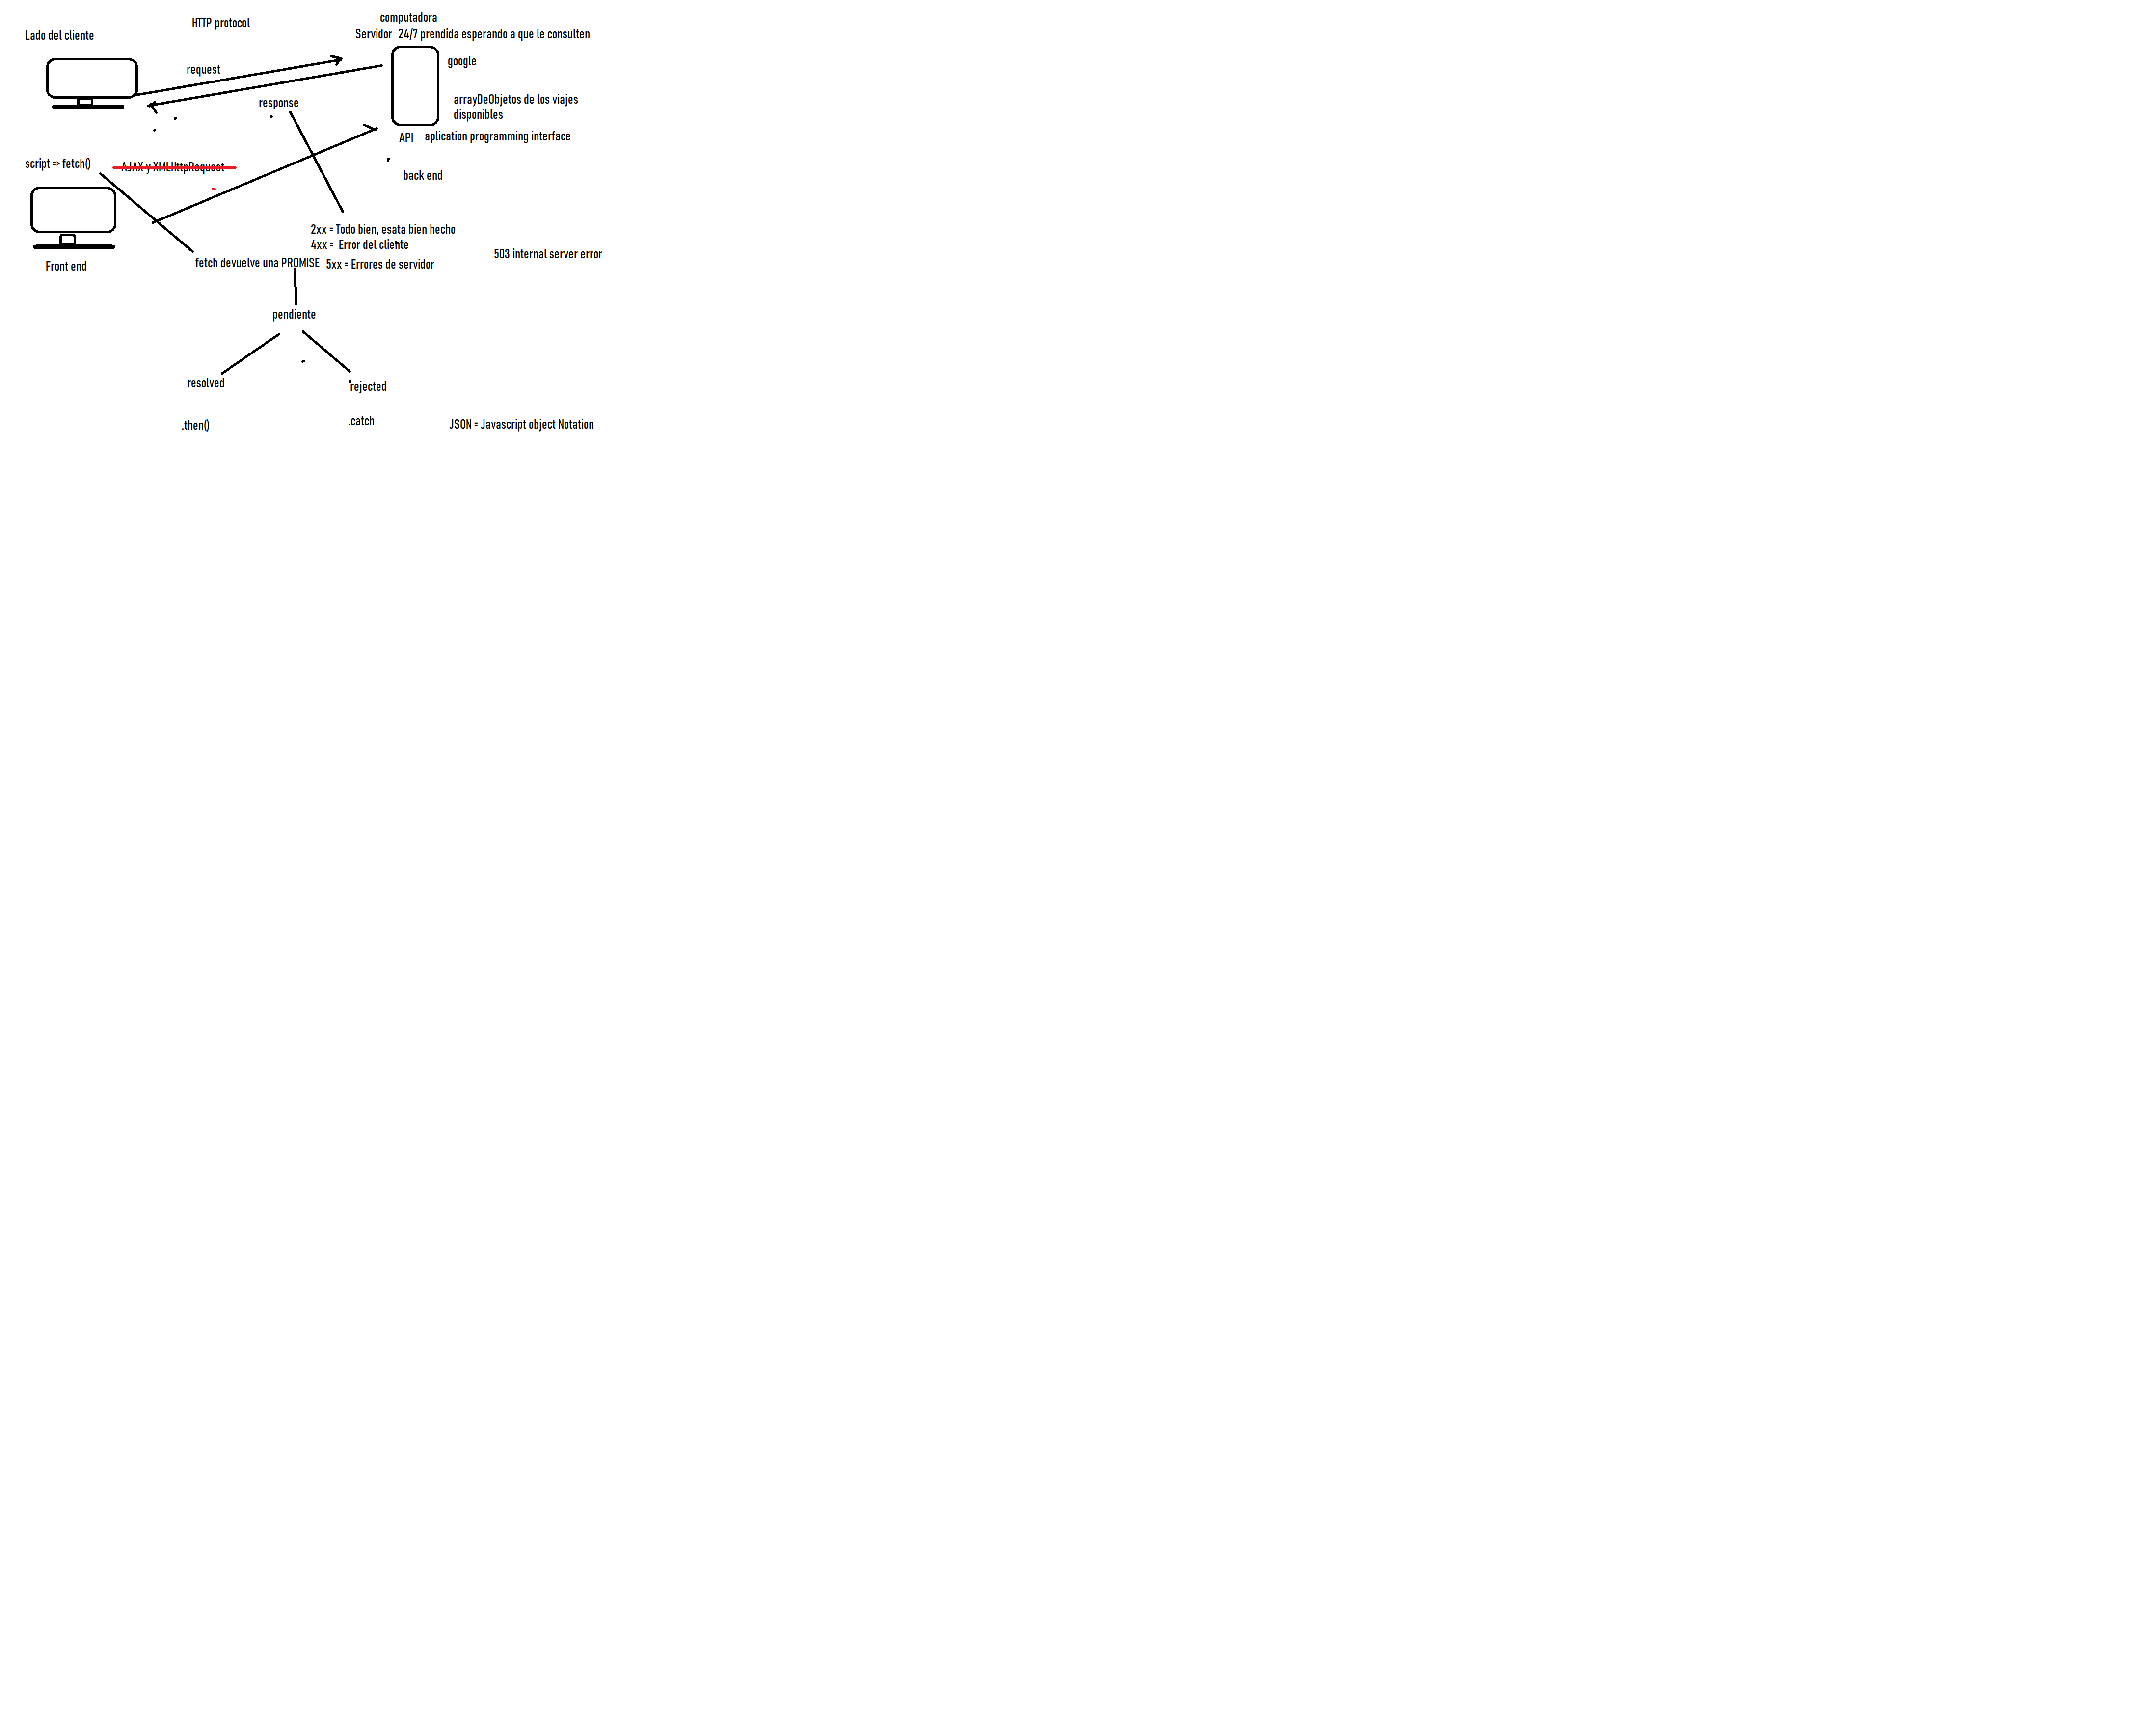 HTTP protocol
computadora
Lado del cliente
Servidor 24/7 prendida esperando a que le consulten
google
request
response
arrayDeObjetos de los viajes
disponibles
API aplication programming interface
script => fetch()
AJAX y XMLHttpRequest
back end
2xx = Todo bien, esata bien hecho
4xx = Error del cliente
503 internal server error
Front end
fetch devuelve una PROMISE
5xx = Errores de servidor
pendiente
resolved
rejected
.then()
.catch
JSON = Javascript object Notation